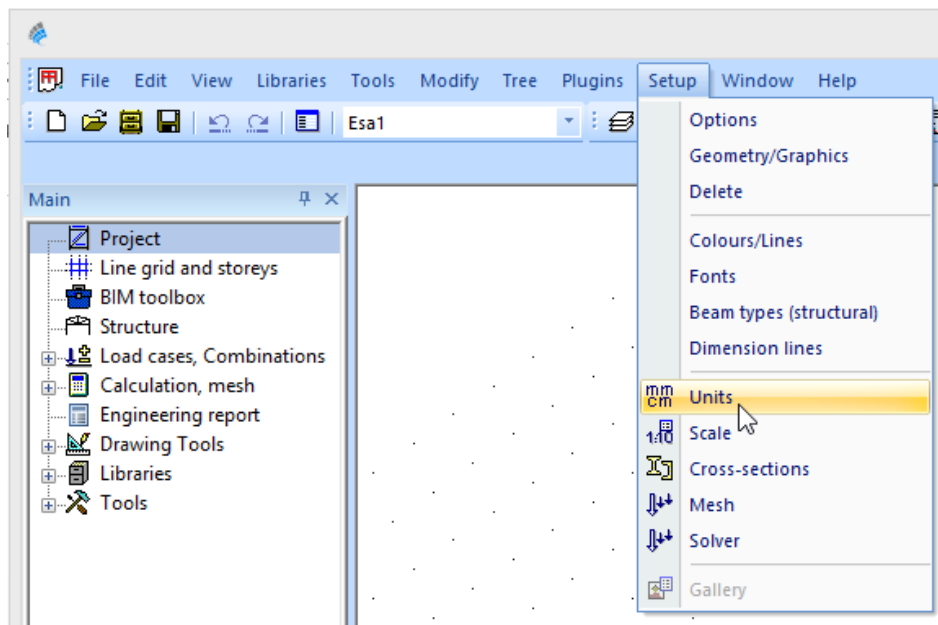 File Edit View Libraries Tools Modify Tree Plugins Setup Window Help
Esa1
Main
Project
Line grid and storeys
BIM toolbox
Structure
Load cases, Combinations
Calculation, mesh
Engineering report
Drawing Tools
Libraries
Tools
Options
Geometry/Graphics
Delete
Colours/Lines
Fonts
Beam types (structural)
Dimension lines
mm
cm
Units
1:10
Scale
Cross-sections
Mesh
Solver
Gallery